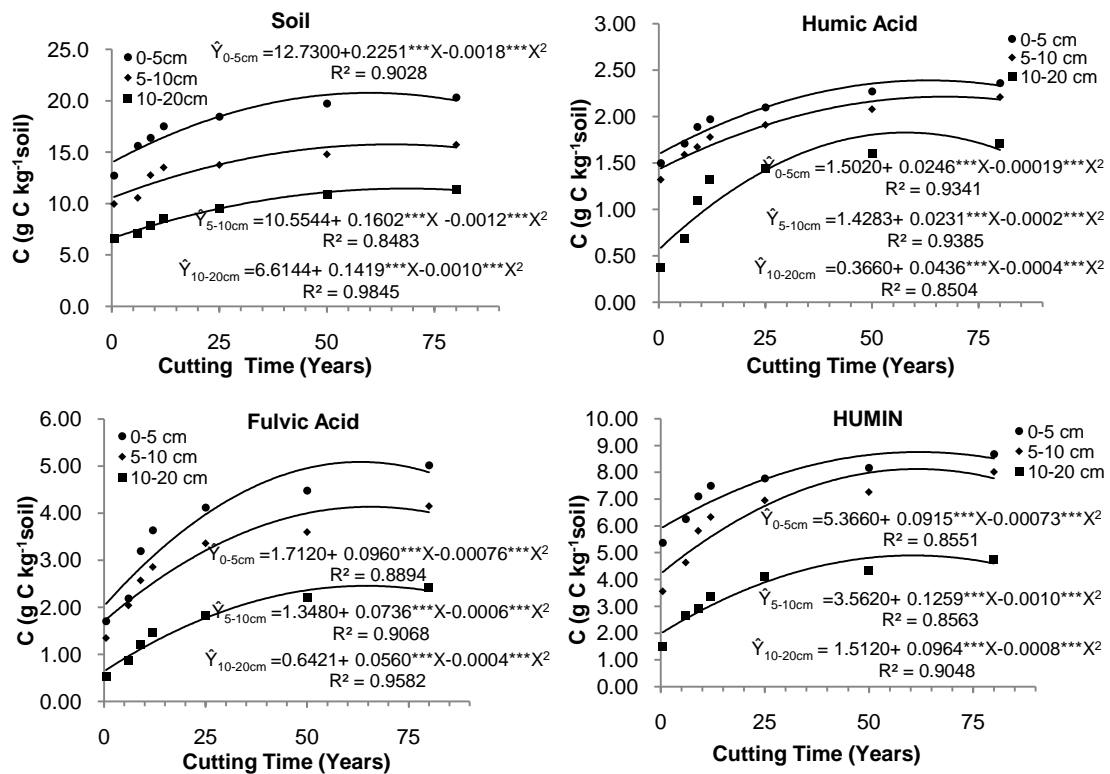 Soil
C (g C kg⁻¹soil)
25.0
20.0
15.0
10.0
5.0
0.0
0-5cm
5-10cm
10-20cm
Ŷ0-5cm =12.7300+0.2251***X-0.0018***X²
R² = 0.9028
Ŷ5-10cm =10.5544+ 0.1602***X -0.0012***X²
R² = 0.8483
Ŷ10-20cm =6.6144+ 0.1419***X-0.0010***X²
R² = 0.9845
0 25 50 75
Cutting Time (Years)
Humic Acid
C (g C kg⁻¹soil)
3.00
2.50
2.00
1.50
1.00
0.50
0.00
0-5 cm
5-10 cm
10-20 cm
Ŷ0-5cm =1.5020 + 0.0246***X-0.00019***X²
R² = 0.9341
Ŷ5-10cm =1.4283 + 0.0231***X-0.0002***X²
R² = 0.9385
Ŷ10-20cm =0.3660+ 0.0436***X-0.0004***X²
R² = 0.8504
0 25 50 75
Cutting Time (Years)
Fulvic Acid
C (g C kg⁻¹soil)
6.00
5.00
4.00
3.00
2.00
1.00
0.00
0-5 cm
5-10 cm
10-20 cm
Ŷ0-5cm =1.7120+ 0.0960***X-0.00076***X²
R² = 0.8894
Ŷ5-10cm =1.3480+ 0.0736***X-0.0006***X²
R² = 0.9068
Ŷ10-20cm =0.6421+ 0.0560***X-0.0004***X²
R² = 0.9582
0 25 50 75
Cutting Time (Years)
HUMIN
C (g C kg⁻¹soil)
10.00
9.00
8.00
7.00
6.00
5.00
4.00
3.00
2.00
1.00
0.00
0-5 cm
5-10 cm
10-20 cm
Ŷ0-5cm =5.3660+ 0.0915***X-0.00073***X²
R² = 0.8551
Ŷ5-10cm =3.5620+ 0.1259***X-0.0010***X²
R² = 0.8563
Ŷ10-20cm = 1.5120+ 0.0964***X-0.0008***X²
R² = 0.9048
0 25 50 75
Cutting Time (Years)